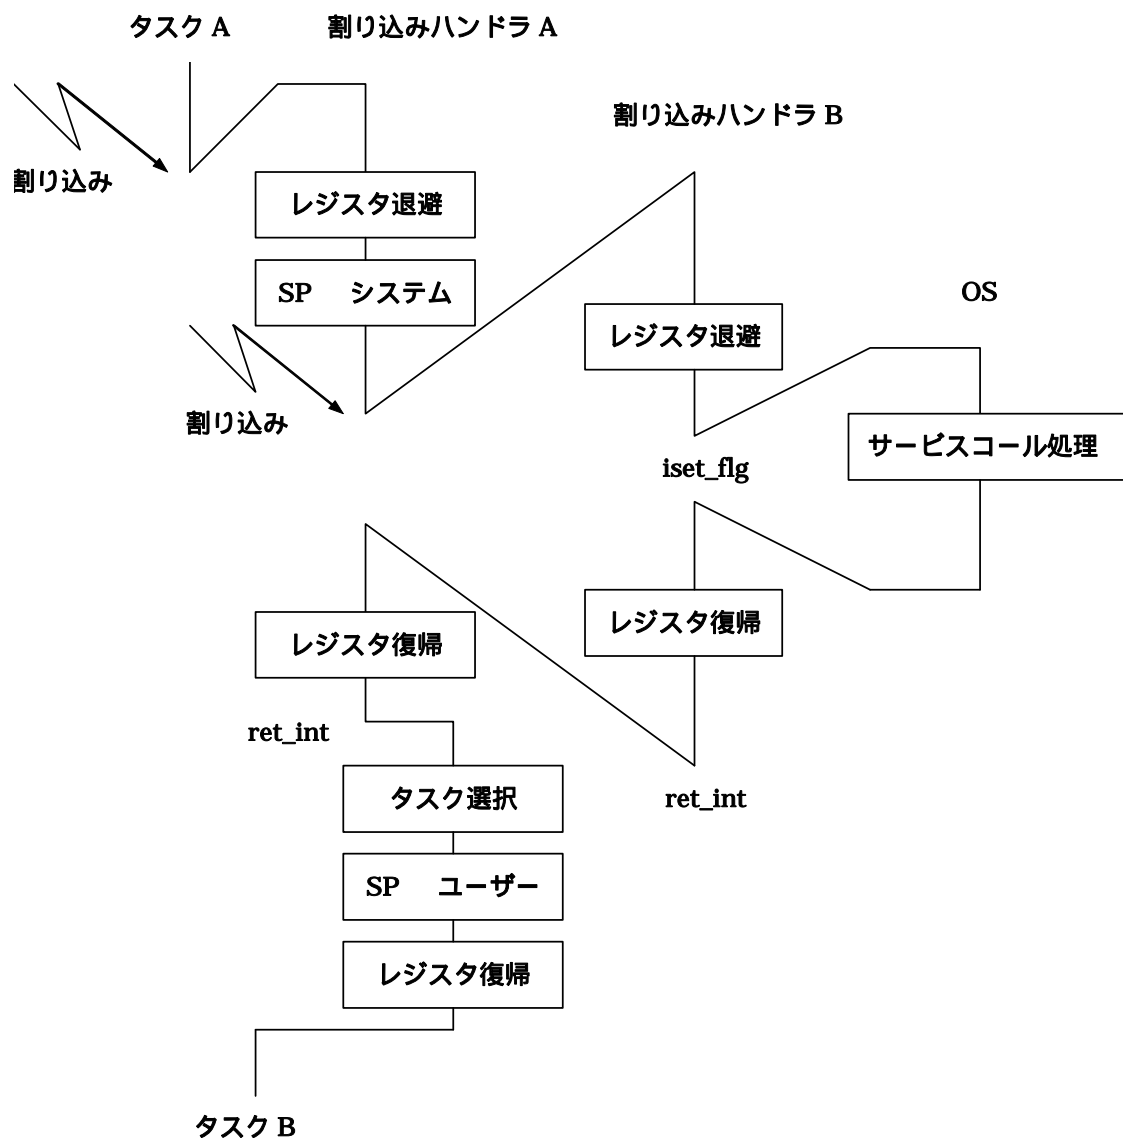 タスク A
割り込みハンドラ A
割り込みハンドラ B
割り込み
レジスタ退避
SP システム
OS
レジスタ退避
割り込み
サービスコール処理
iset_flg
レジスタ復帰
レジスタ復帰
ret_int
タスク選択
ret_int
SP ユーザー
レジスタ復帰
タスク B